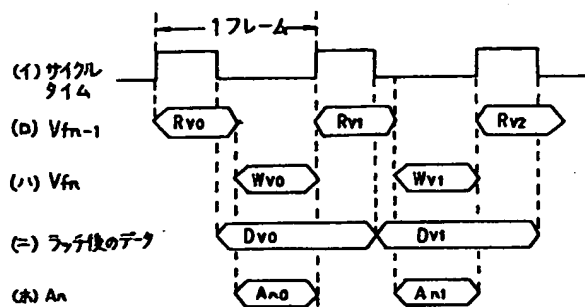 1フレーム
(イ) サイクル
タイム
(ロ) Vfn-1
Rv0
Rv1
Rv2
(ハ) Vfn
Wv0
Wv1
(ニ) ラッチ後のデータ
Dv0
Dv1
(ホ) An
An0
An1